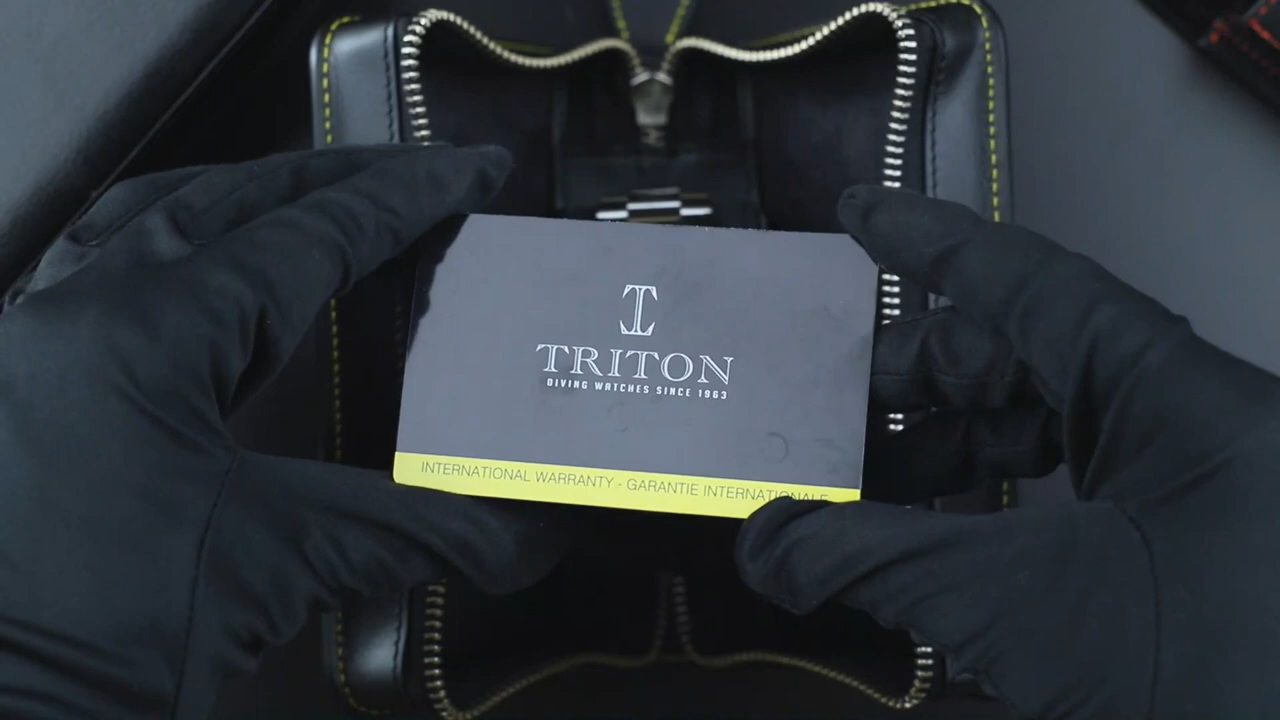 TRITON
DIVING WATCHES SINCE 1963
INTERNATIONAL WARRANTY - GARANTIE INTERNATIONALE